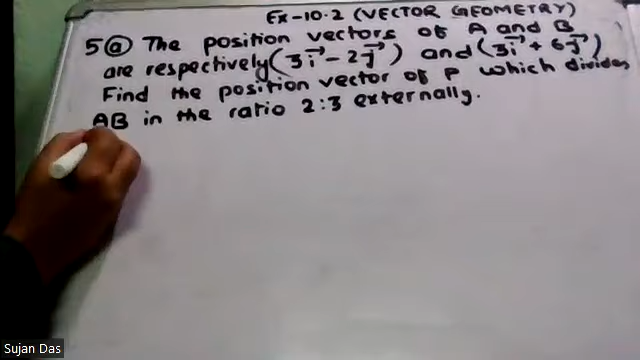 Ex-10.2 (VECTOR GEOMETRY)
5 ⓐ The position vectors of A and B
are respectively (3i⃗ - 2j⃗) and (3i⃗ + 6j⃗)
Find the position vector of P which divides
AB in the ratio 2:3 externally.
Sujan Das